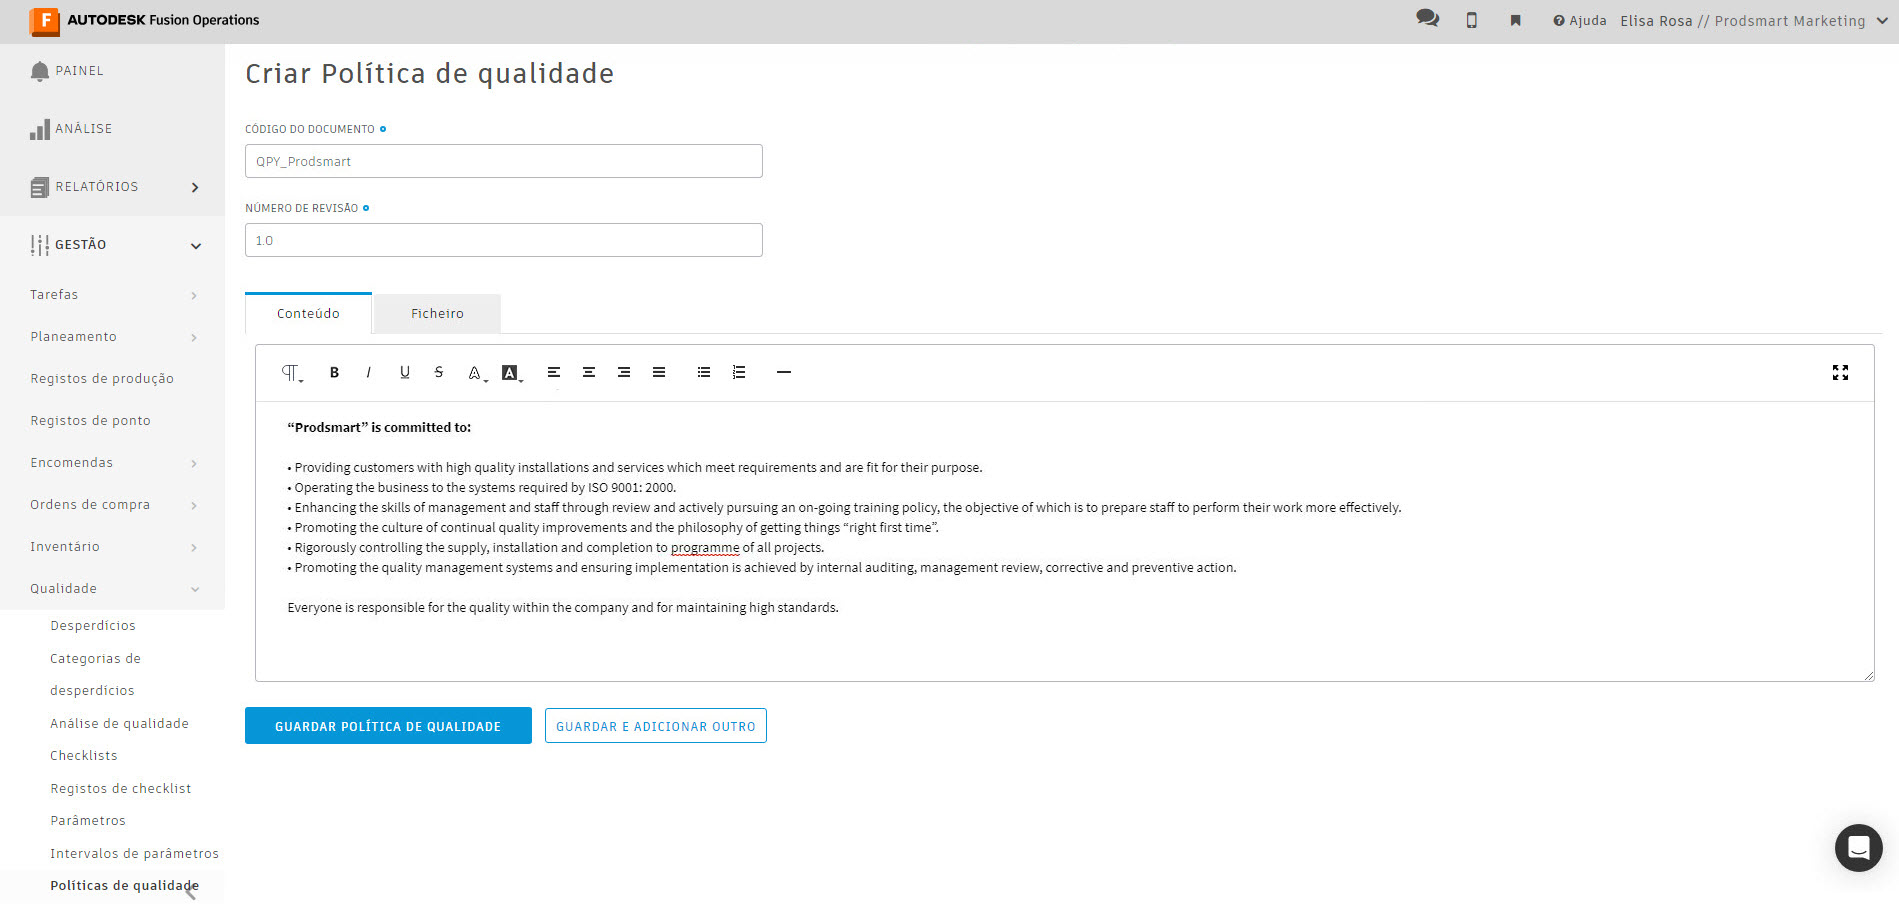 AUTODESK Fusion Operations
Ajuda
Elisa Rosa // Prodsmart Marketing
PAINEL
ANÁLISE
RELATÓRIOS
GESTÃO
Tarefas
Planeamento
Registos de produção
Registos de ponto
Encomendas
Ordens de compra
Inventário
Qualidade
Desperdícios
Categorias de
desperdícios
Análise de qualidade
Checklists
Registos de checklist
Parâmetros
Intervalos de parâmetros
Políticas de qualidade
Criar Política de qualidade
CÓDIGO DO DOCUMENTO
QPY_Prodsmart
NÚMERO DE REVISÃO
1.0
Conteúdo
Ficheiro
B I U S A A
“Prodsmart” is committed to:
• Providing customers with high quality installations and services which meet requirements and are fit for their purpose.
• Operating the business to the systems required by ISO 9001: 2000.
• Enhancing the skills of management and staff through review and actively pursuing an on-going training policy, the objective of which is to prepare staff to perform their work more effectively.
• Promoting the culture of continual quality improvements and the philosophy of getting things “right first time”.
• Rigorously controlling the supply, installation and completion to programme of all projects.
• Promoting the quality management systems and ensuring implementation is achieved by internal auditing, management review, corrective and preventive action.
Everyone is responsible for the quality within the company and for maintaining high standards.
GUARDAR POLÍTICA DE QUALIDADE
GUARDAR E ADICIONAR OUTRO